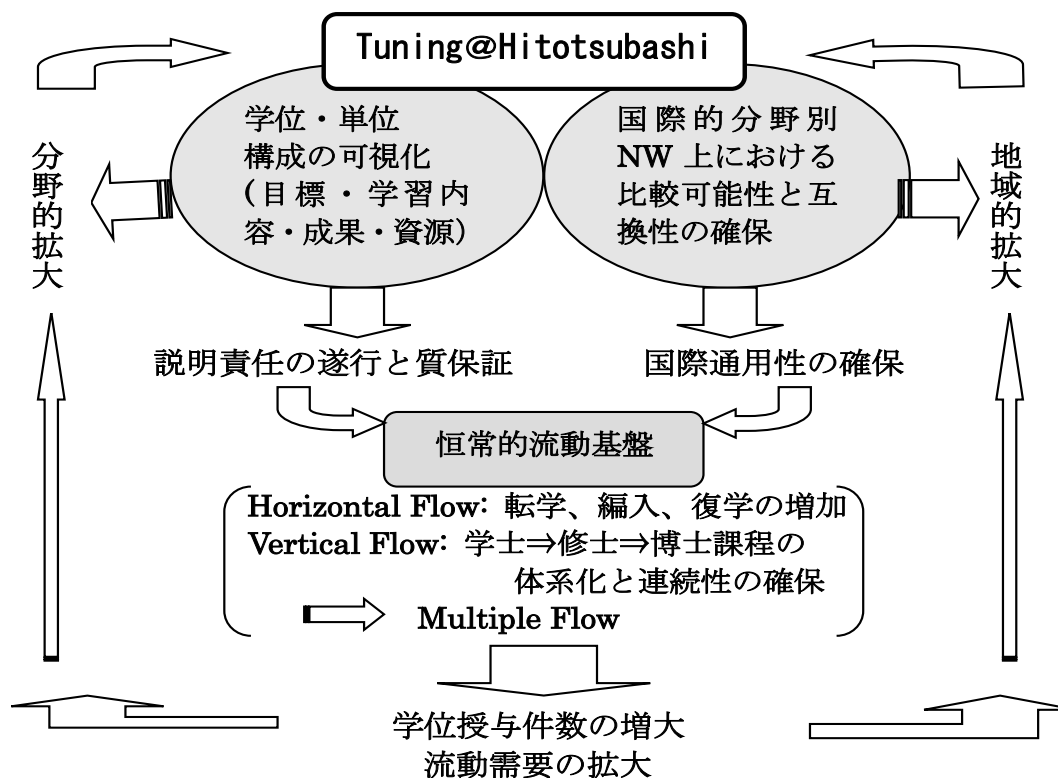 Tuning@Hitotsubashi
学位・単位
構成の可視化
(目標・学習内
容・成果・資源)
国際的分野別
NW 上における
比較可能性と互
換性の確保
分野的拡大
地域的拡大
説明責任の遂行と質保証
国際通用性の確保
恒常的流動基盤
Horizontal Flow: 転学、編入、復学の増加
Vertical Flow: 学士⇒修士⇒博士課程の
体系化と連続性の確保
Multiple Flow
学位授与件数の増大
流動需要の拡大